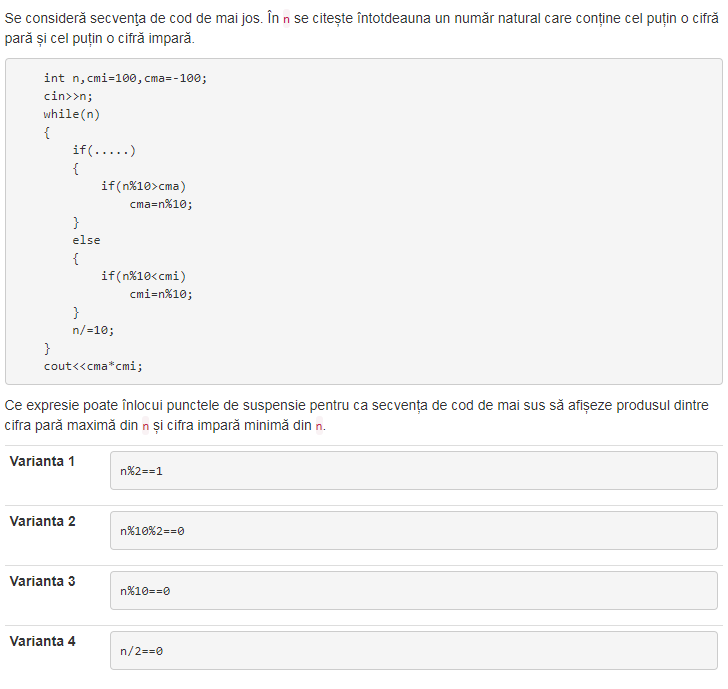 Se consideră secvența de cod de mai jos. În n se citește întotdeauna un număr natural care conține cel puțin o cifră
pară și cel puțin o cifră impară.
int n,cmi=100,cma=-100;
cin>>n;
while(n)
{
if(.....)
{
if(n%10>cma)
cma=n%10;
}
else
{
if(n%10<cmi)
cmi=n%10;
}
n/=10;
}
cout<<cma*cmi;
Ce expresie poate înlocui punctele de suspensie pentru ca secvența de cod de mai sus să afișeze produsul dintre
cifra pară maximă din n și cifra impară minimă din n.
Varianta 1 n%2==1
Varianta 2 n%10%2==0
Varianta 3 n%10==0
Varianta 4 n/2==0